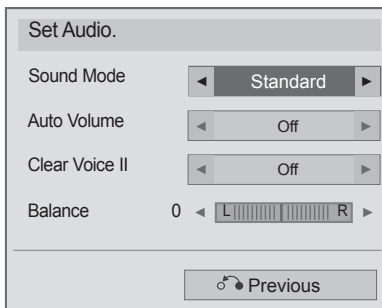 Set Audio.
Sound Mode ◄ Standard ►
Auto Volume ◄ Off ►
Clear Voice II ◄ Off ►
Balance 0 ◄ L R ►
Previous